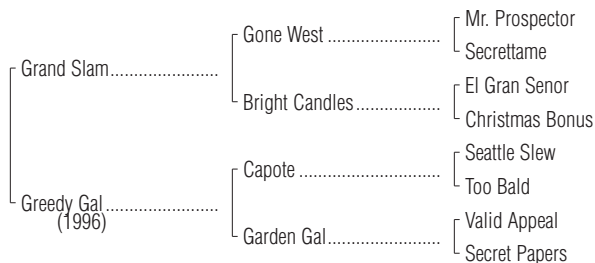 Mr. Prospector
Gone West ........................
Secrettame
Grand Slam.......................
El Gran Senor
Bright Candles ..................
Christmas Bonus
Seattle Slew
Capote ..............................
Too Bald
Greedy Gal ........................
(1996)
Valid Appeal
Garden Gal........................
Secret Papers